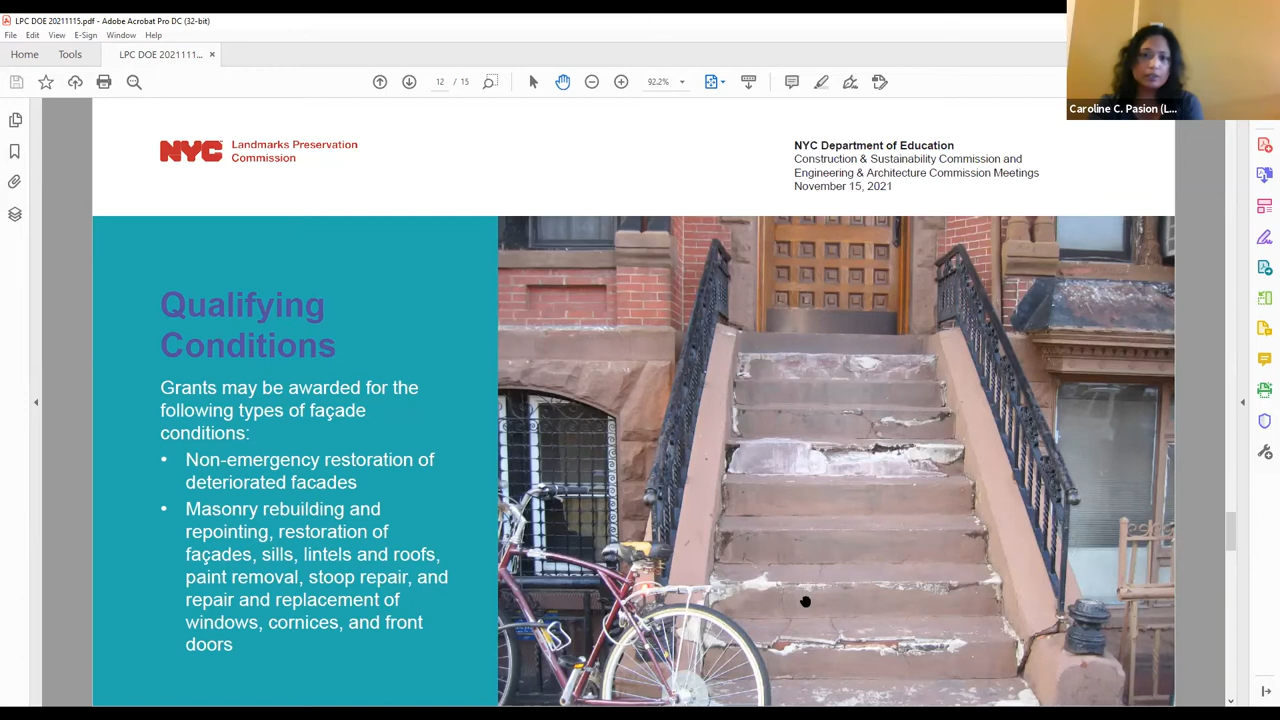 LPC DOE 20211115.pdf - Adobe Acrobat Pro DC (32-bit)
File Edit View E-Sign Window Help
Home Tools LPC DOE 2021111... ×
12 / 15 92.2%
Caroline C. Pasion (L...
NYC Landmarks Preservation
Commission
NYC Department of Education
Construction & Sustainability Commission and
Engineering & Architecture Commission Meetings
November 15, 2021
Qualifying
Conditions
Grants may be awarded for the
following types of façade
conditions:
• Non-emergency restoration of
deteriorated facades
• Masonry rebuilding and
repointing, restoration of
façades, sills, lintels and roofs,
paint removal, stoop repair, and
repair and replacement of
windows, cornices, and front
doors